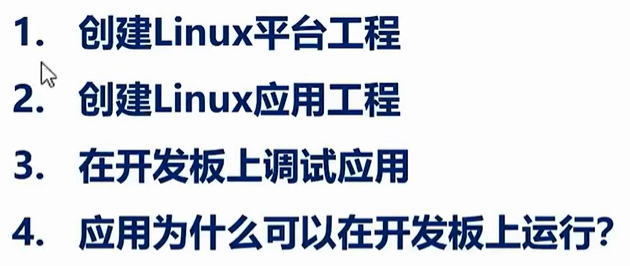 1. 创建Linux平台工程
2. 创建Linux应用工程
3. 在开发板上调试应用
4. 应用为什么可以在开发板上运行?